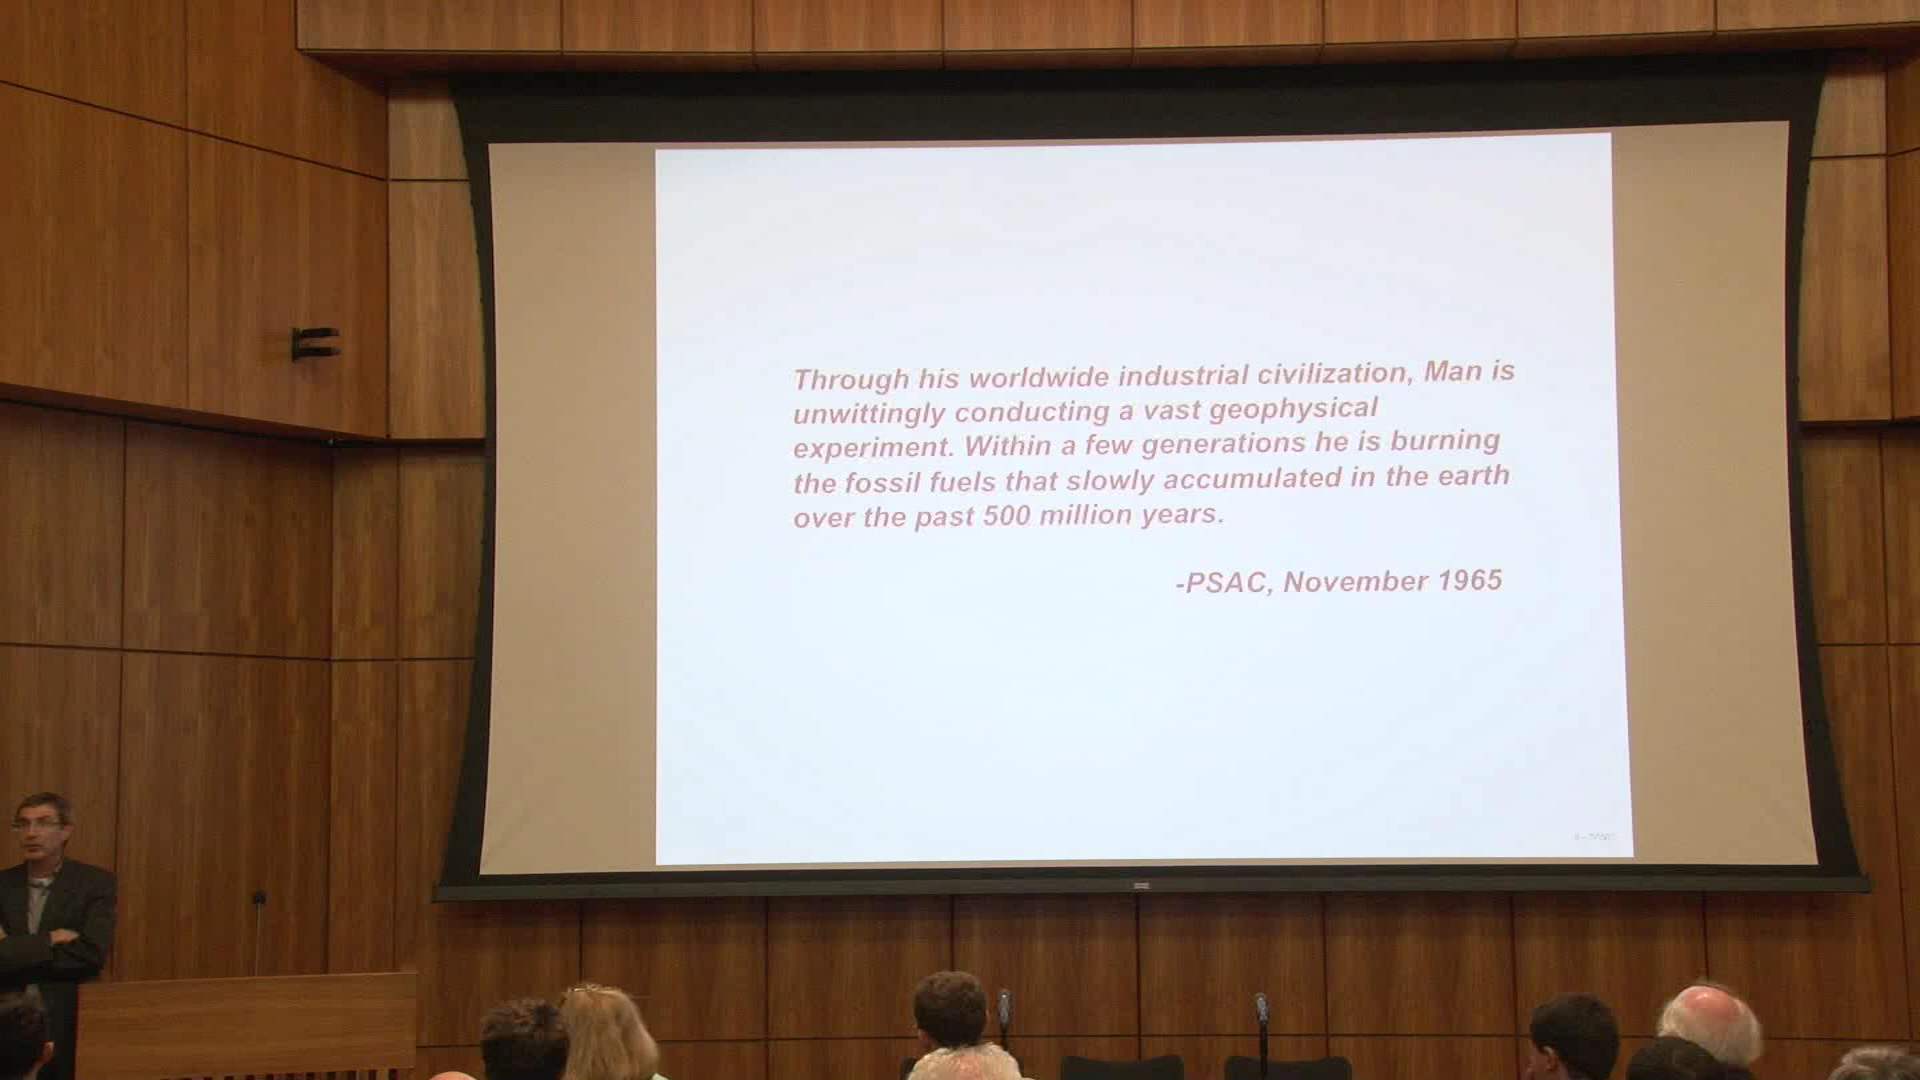 Through his worldwide industrial civilization, Man is
unwittingly conducting a vast geophysical
experiment. Within a few generations he is burning
the fossil fuels that slowly accumulated in the earth
over the past 500 million years.
-PSAC, November 1965